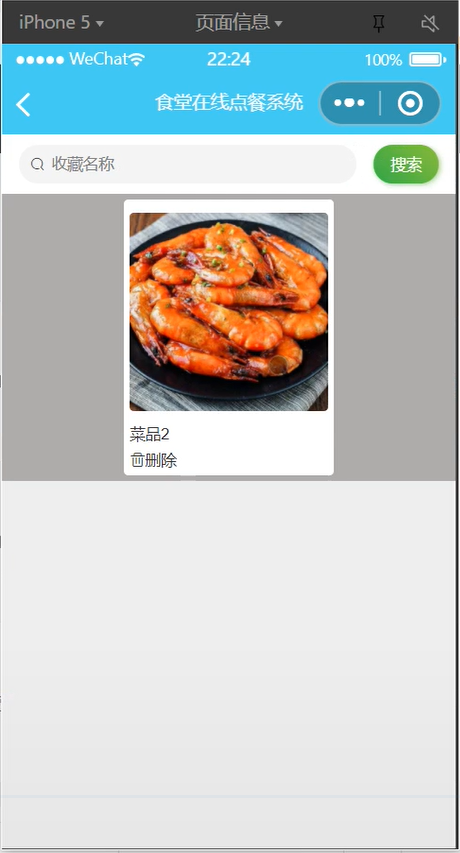 iPhone 5 页面信息
WeChat 22:24 100%
食堂在线点餐系统
收藏名称 搜索
菜品2
删除